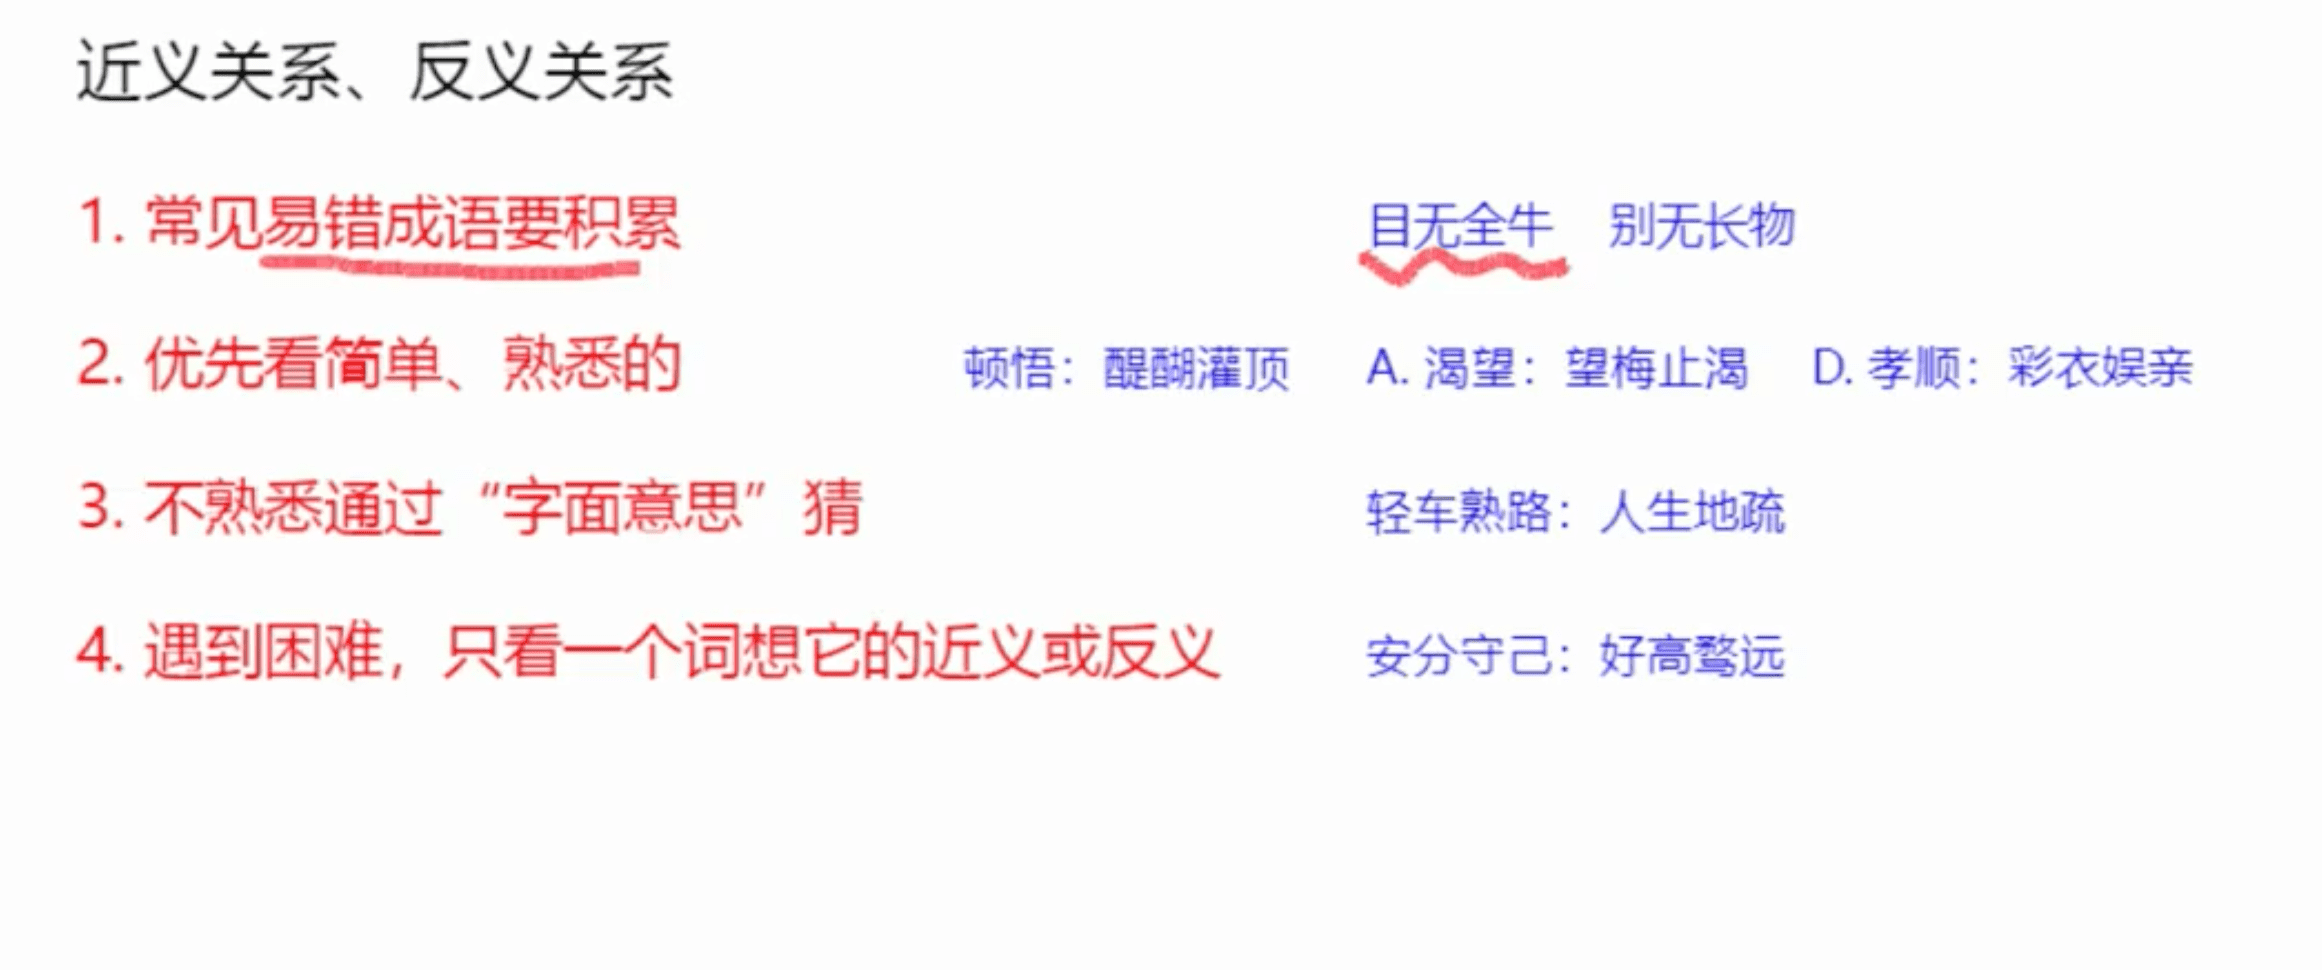 近义关系、反义关系
1. 常见易错成语要积累 目无全牛 别无长物
2. 优先看简单、熟悉的 顿悟：醍醐灌顶 A. 渴望：望梅止渴 D. 孝顺：彩衣娱亲
3. 不熟悉通过“字面意思”猜 轻车熟路：人生地疏
4. 遇到困难，只看一个词想它的近义或反义 安分守己：好高骛远